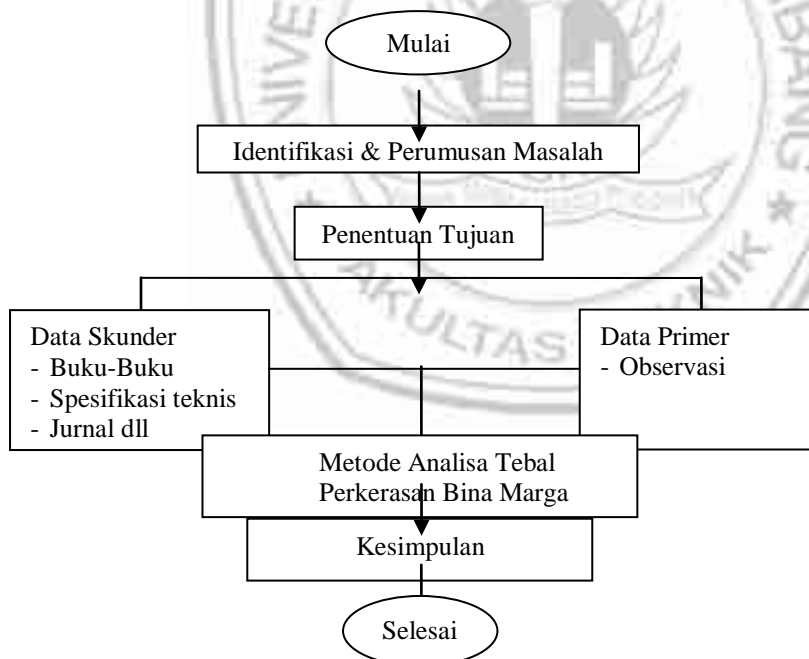 Mulai
Identifikasi & Perumusan Masalah
Penentuan Tujuan
Data Skunder
- Buku-Buku
- Spesifikasi teknis
- Jurnal dll
Data Primer
- Observasi
Metode Analisa Tebal
Perkerasan Bina Marga
Kesimpulan
Selesai